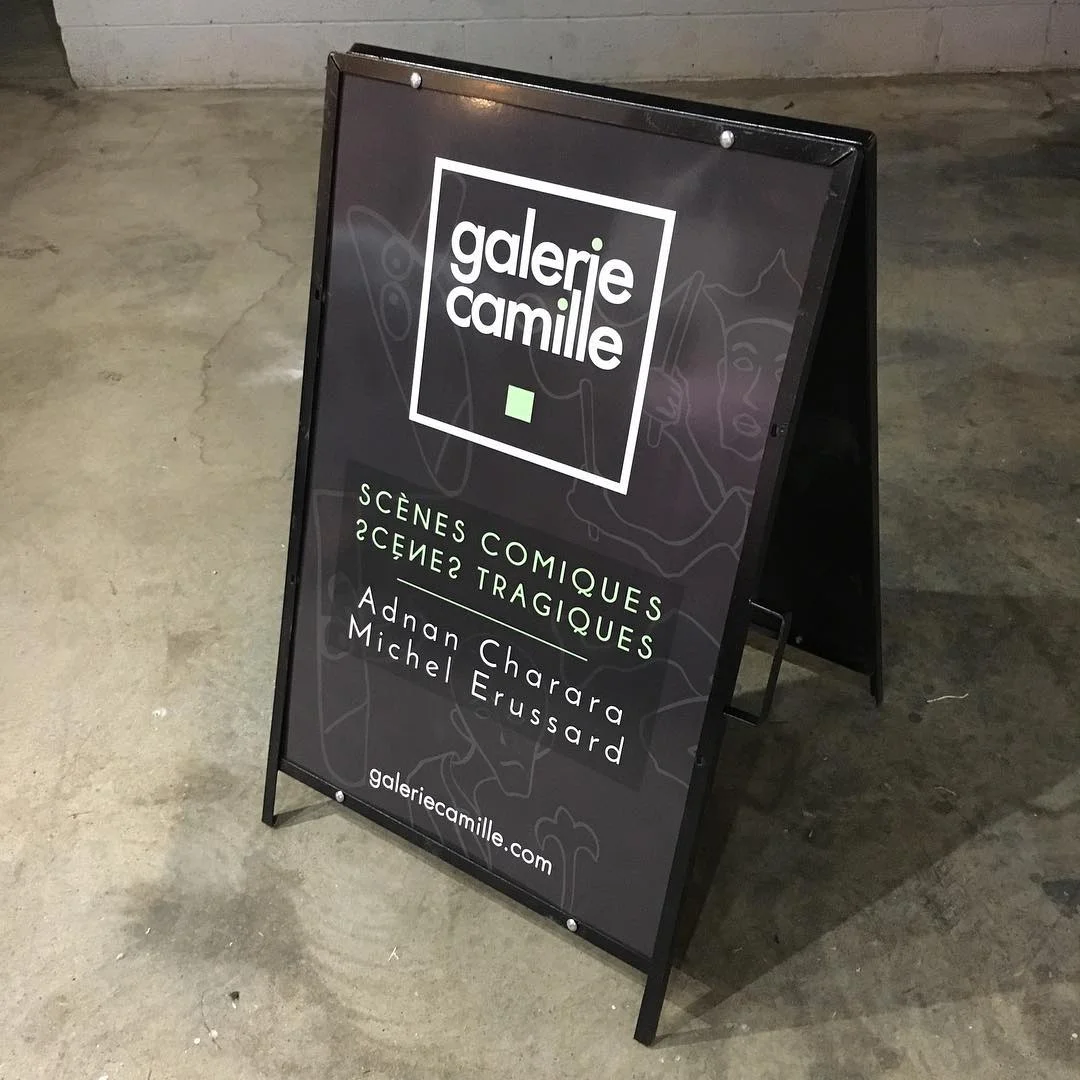 galerie
camille
SCÈNES COMIQUES
SCÈNES TRAGIQUES
Adnan Charara
Michel Erussard
galeriecamille.com